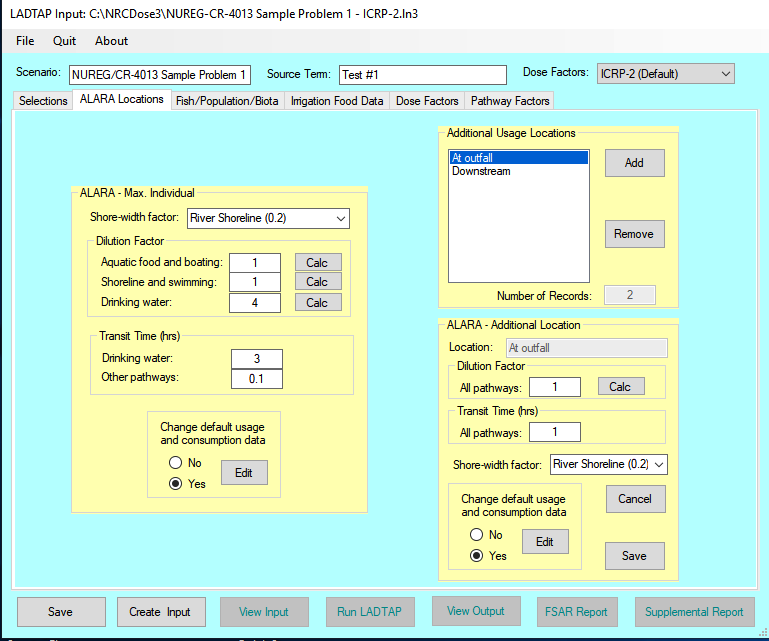 LADTAP Input: C:\NRCDose3\NUREG-CR-4013 Sample Problem 1 - ICRP-2.In3
File Quit About
Scenario: NUREG/CR-4013 Sample Problem 1 Source Term: Test #1 Dose Factors: ICRP-2 (Default)
Selections ALARA Locations Fish/Population/Biota Irrigation Food Data Dose Factors Pathway Factors
ALARA - Max. Individual
Shore-width factor: River Shoreline (0.2)
Dilution Factor
Aquatic food and boating: 1 Calc
Shoreline and swimming: 1 Calc
Drinking water: 4 Calc
Transit Time (hrs)
Drinking water: 3
Other pathways: 0.1
Change default usage
and consumption data
No
Yes
Edit
Additional Usage Locations
At outfall
Downstream
Add
Remove
Number of Records: 2
ALARA - Additional Location
Location: At outfall
Dilution Factor
All pathways: 1 Calc
Transit Time (hrs)
All pathways: 1
Shore-width factor: River Shoreline (0.2)
Change default usage
and consumption data
No
Yes
Edit
Cancel
Save
Save Create Input View Input Run LADTAP View Output FSAR Report Supplemental Report